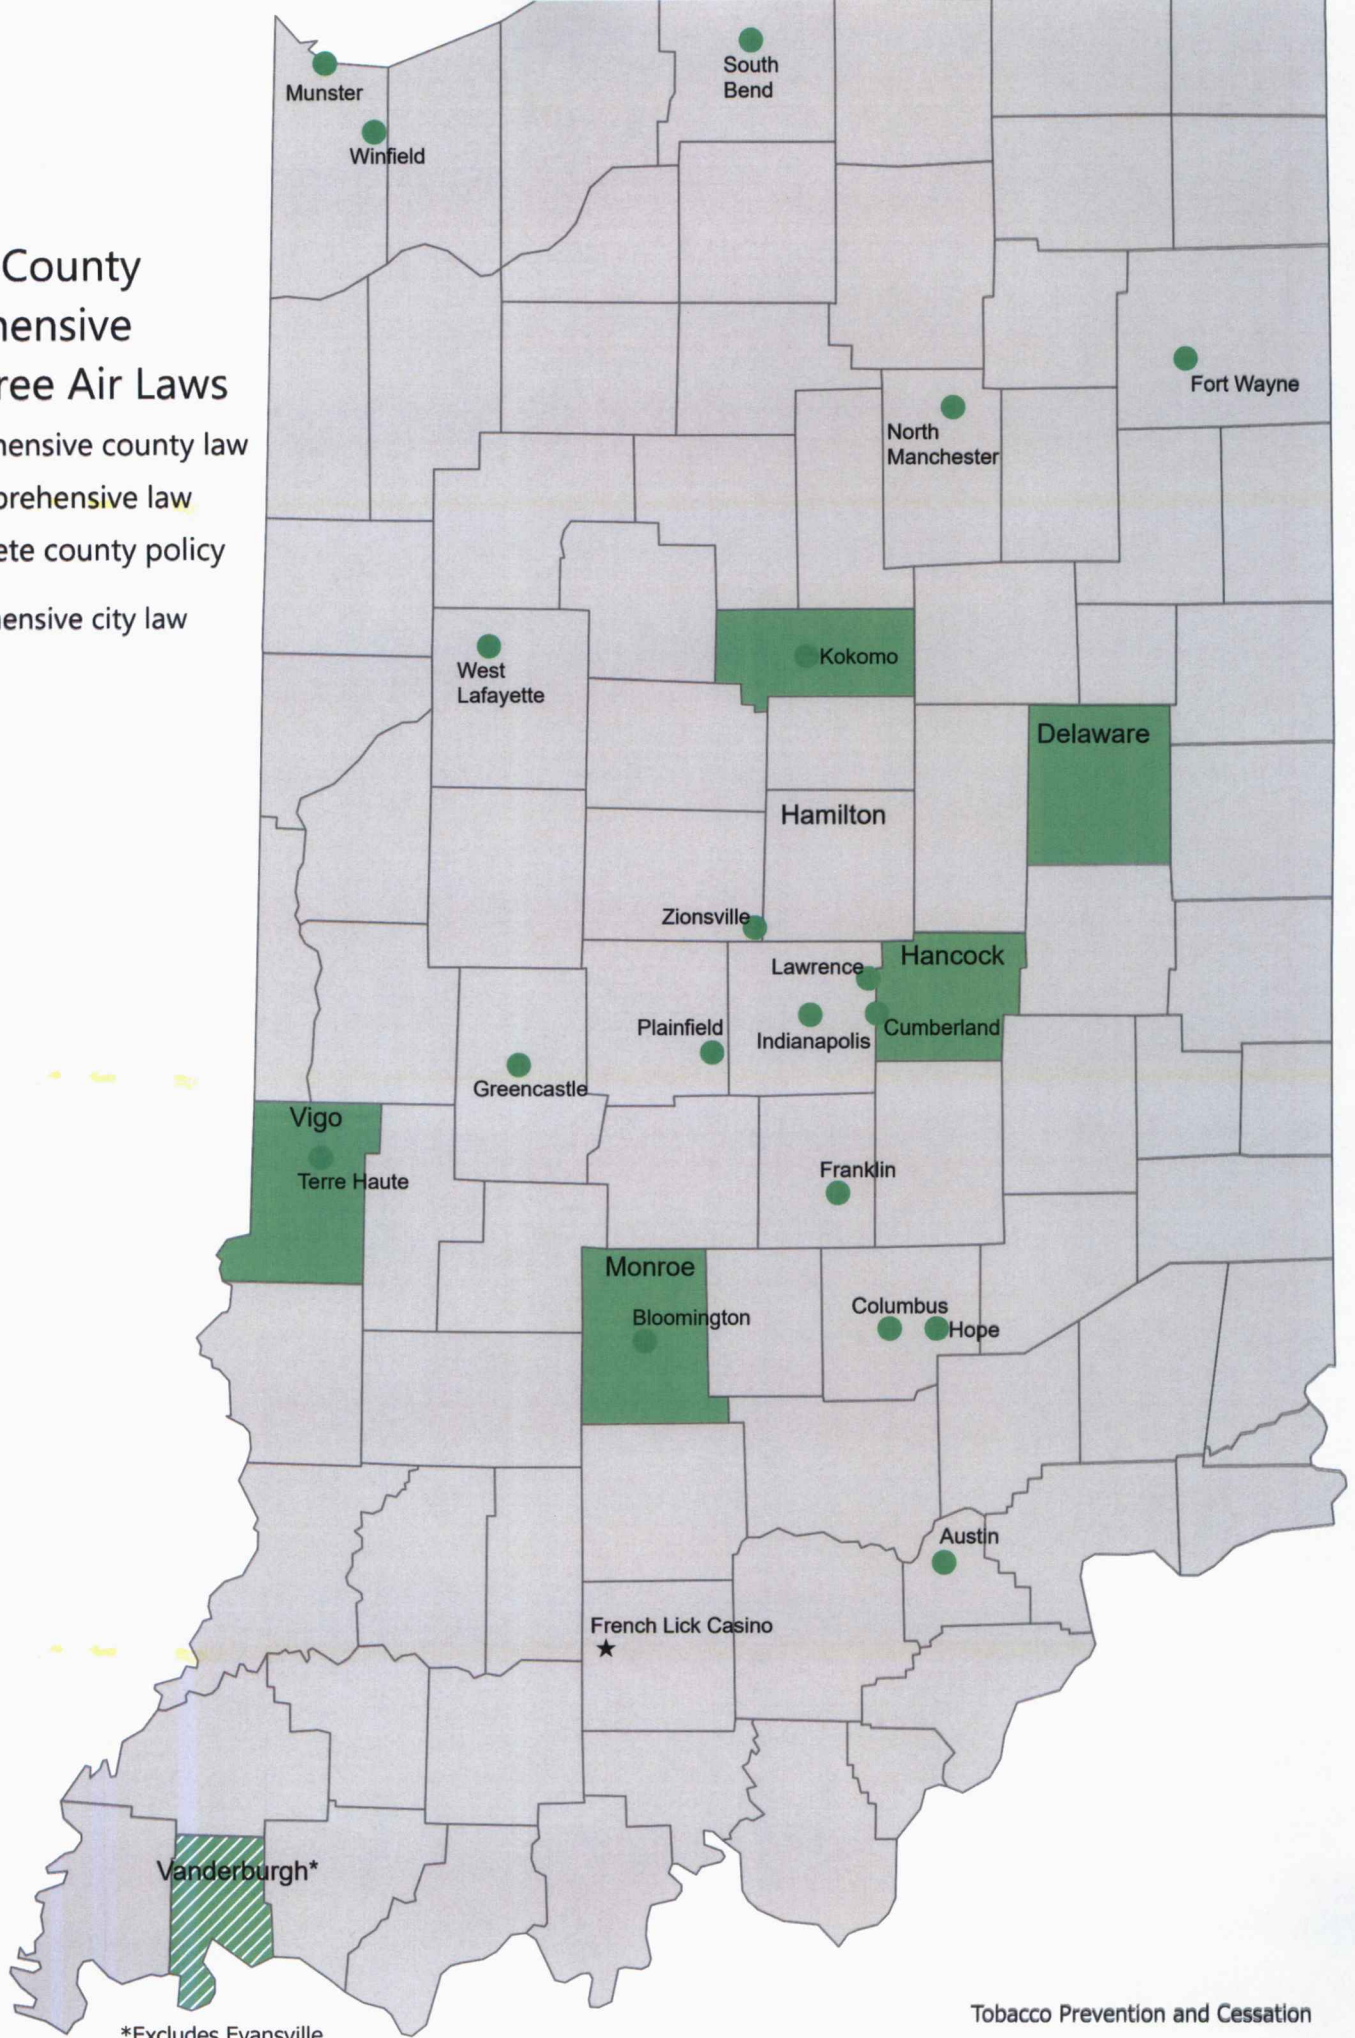 South
Bend
Munster
Winfield
County
hensive
ree Air Laws
hensive county law
prehensive law
ete county policy
ensive city law
Fort Wayne
North
Manchester
West
Lafayette
Kokomo
Delaware
Hamilton
Zionsville
Lawrence
Hancock
Plainfield
Indianapolis
Cumberland
Greencastle
Vigo
Terre Haute
Franklin
Monroe
Bloomington
Columbus
Hope
Austin
French Lick Casino
Vanderburgh*
*Excludes Evansville
Tobacco Prevention and Cessation